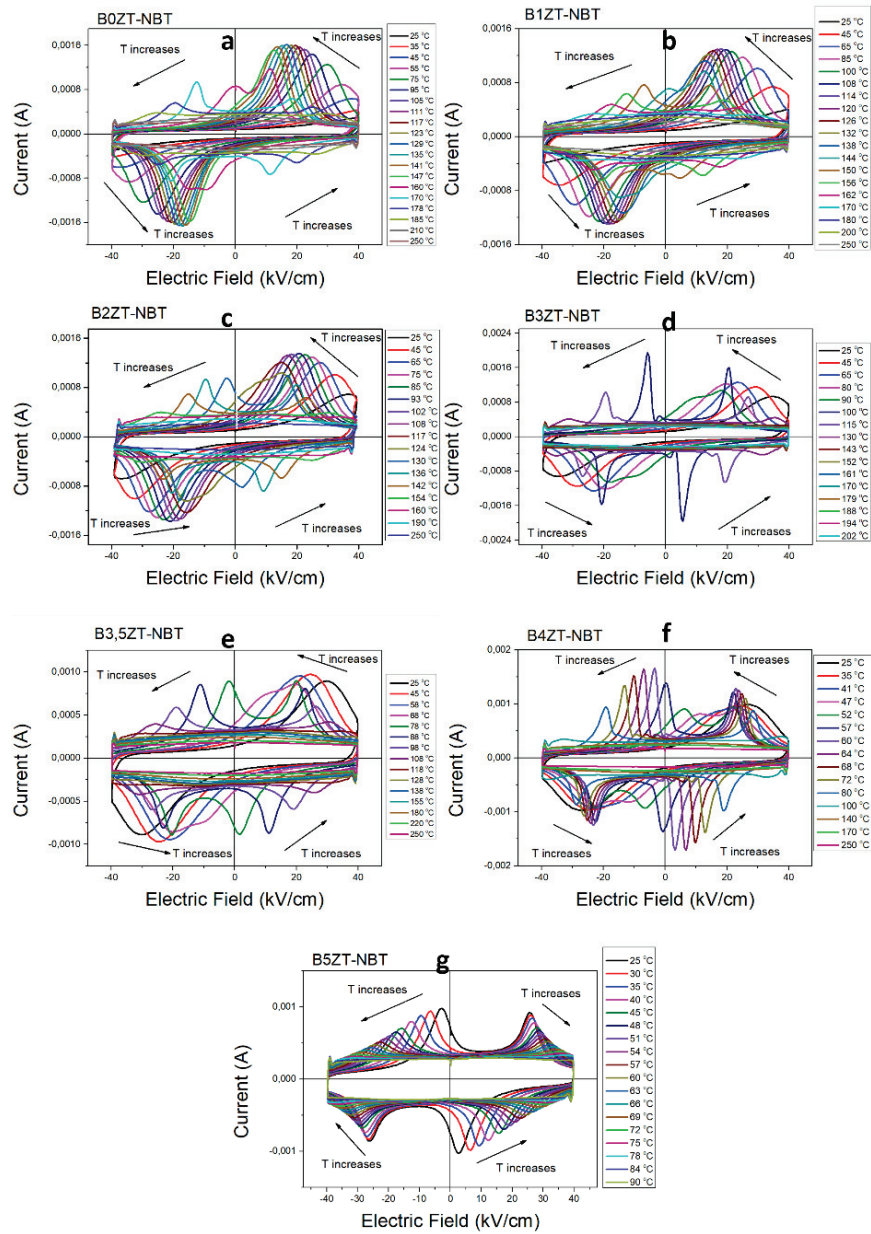 B0ZT-NBT
a
T increases
T increases
0,0016
0,0008
0,0000
-0,0008
-0,0016
Current (A)
T increases
T increases
-40
-20
0
20
40
Electric Field (kV/cm)
25 °C
35 °C
45 °C
55 °C
75 °C
95 °C
105 °C
111 °C
117 °C
123 °C
129 °C
135 °C
141 °C
147 °C
160 °C
170 °C
178 °C
185 °C
210 °C
250 °C
B1ZT-NBT
b
T increases
T increases
0,0016
0,0008
0,0000
-0,0008
-0,0016
Current (A)
T increases
T increases
-40
-20
0
20
40
Electric Field (kV/cm)
25 °C
45 °C
65 °C
85 °C
100 °C
108 °C
114 °C
120 °C
126 °C
132 °C
138 °C
144 °C
150 °C
156 °C
162 °C
170 °C
180 °C
200 °C
250 °C
B2ZT-NBT
c
T increases
T increases
0,0016
0,0008
0,0000
-0,0008
-0,0016
Current (A)
T increases
T increases
-40
-20
0
20
40
Electric Field (kV/cm)
25 °C
45 °C
65 °C
75 °C
85 °C
93 °C
102 °C
108 °C
117 °C
124 °C
130 °C
136 °C
142 °C
154 °C
160 °C
190 °C
250 °C
B3ZT-NBT
d
T increases
T increases
0,0024
0,0016
0,0008
0,0000
-0,0008
-0,0016
-0,0024
Current (A)
T increases
T increases
-40
-20
0
20
40
Electric Field (kV/cm)
25 °C
45 °C
65 °C
80 °C
90 °C
100 °C
115 °C
130 °C
143 °C
152 °C
161 °C
170 °C
179 °C
188 °C
194 °C
202 °C
B3,5ZT-NBT
e
T increases
T increases
0,0010
0,0005
0,0000
-0,0005
-0,0010
Current (A)
T increases
T increases
-40
-20
0
20
40
Electric Field (kV/cm)
25 °C
45 °C
58 °C
68 °C
78 °C
88 °C
98 °C
108 °C
118 °C
128 °C
138 °C
155 °C
180 °C
220 °C
250 °C
B4ZT-NBT
f
T increases
T increases
0,002
0,001
0,000
-0,001
-0,002
Current (A)
T increases
T increases
-40
-20
0
20
40
Electric Field (kV/cm)
25 °C
35 °C
41 °C
47 °C
52 °C
57 °C
60 °C
64 °C
68 °C
72 °C
80 °C
100 °C
140 °C
170 °C
250 °C
B5ZT-NBT
g
T increases
T increases
0,001
0,000
-0,001
Current (A)
T increases
T increases
-40
-30
-20
-10
0
10
20
30
40
Electric Field (kV/cm)
25 °C
30 °C
35 °C
40 °C
45 °C
48 °C
51 °C
54 °C
57 °C
60 °C
63 °C
66 °C
69 °C
72 °C
75 °C
78 °C
84 °C
90 °C